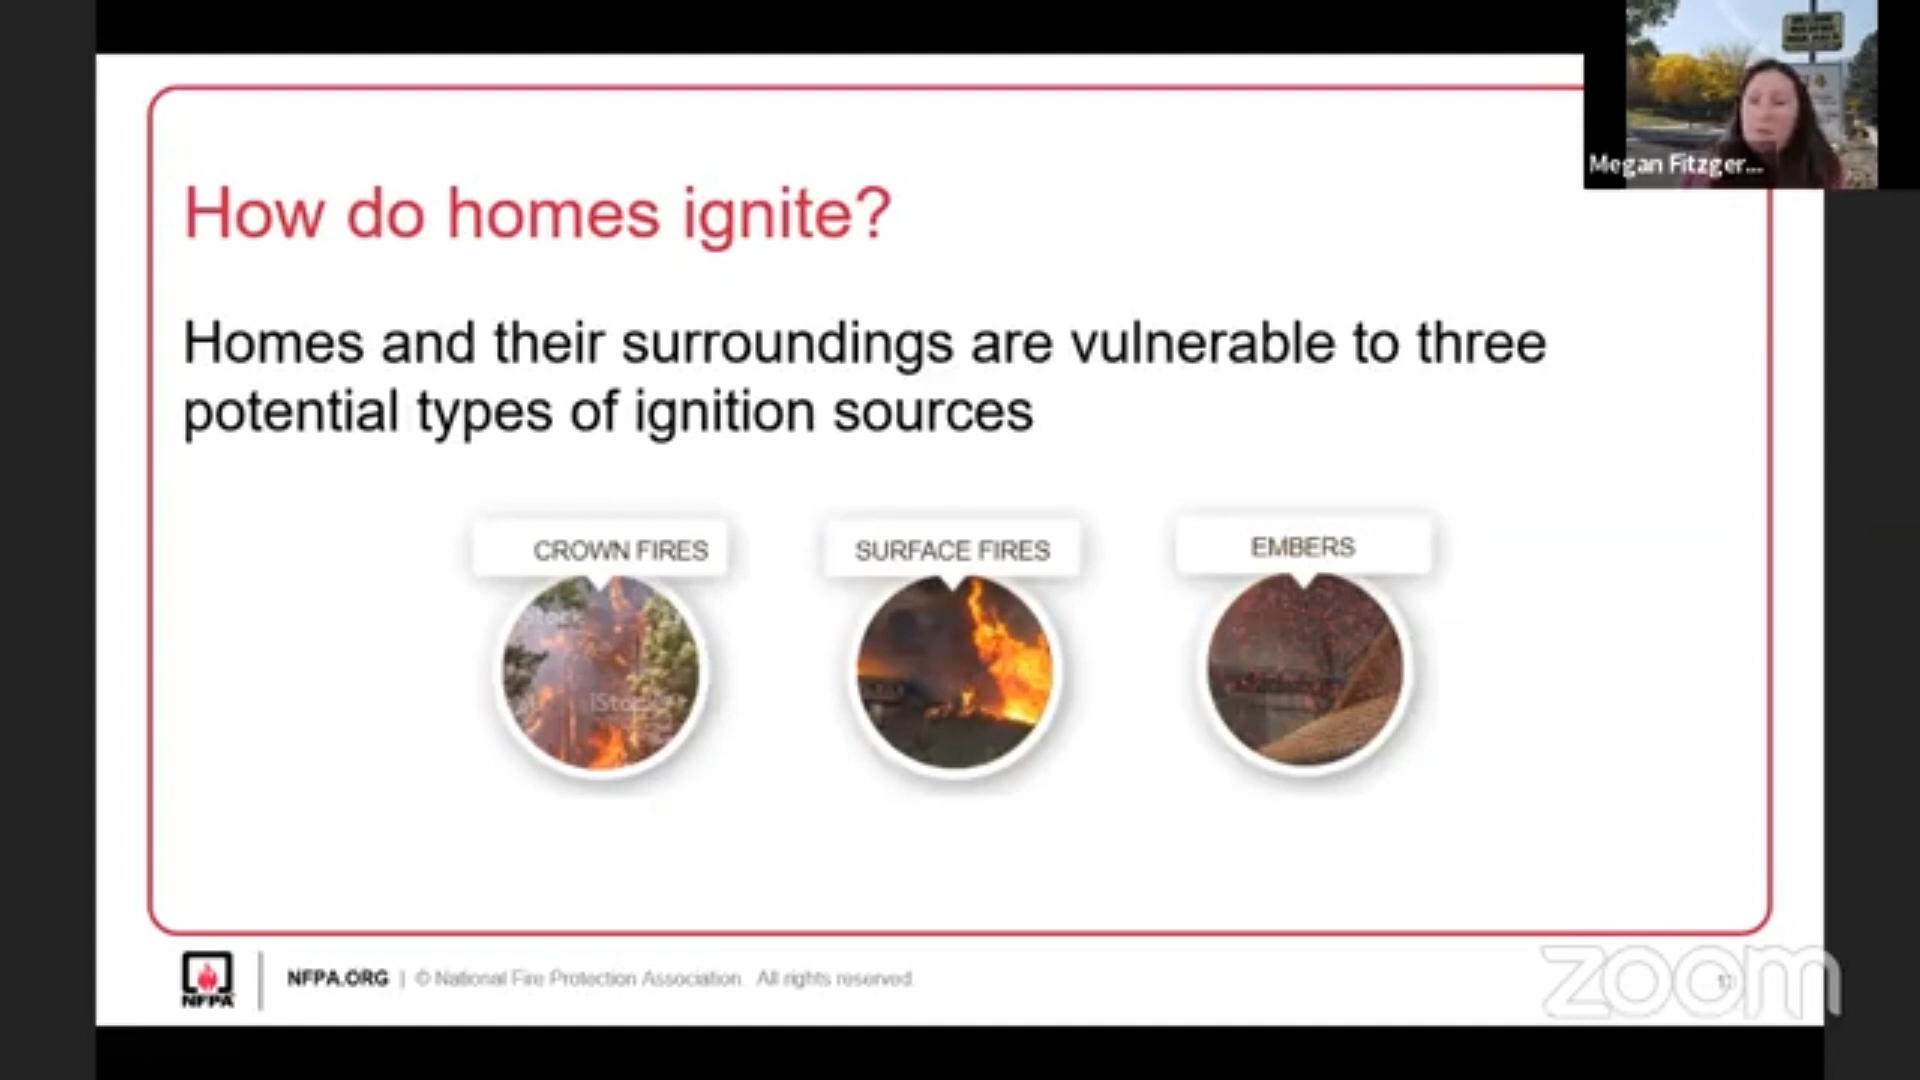 Megan Fitzger...
How do homes ignite?
Homes and their surroundings are vulnerable to three
potential types of ignition sources
CROWN FIRES
SURFACE FIRES
EMBERS
iStock
NFPA
NFPA.ORG | © National Fire Protection Association. All rights reserved.
zoom